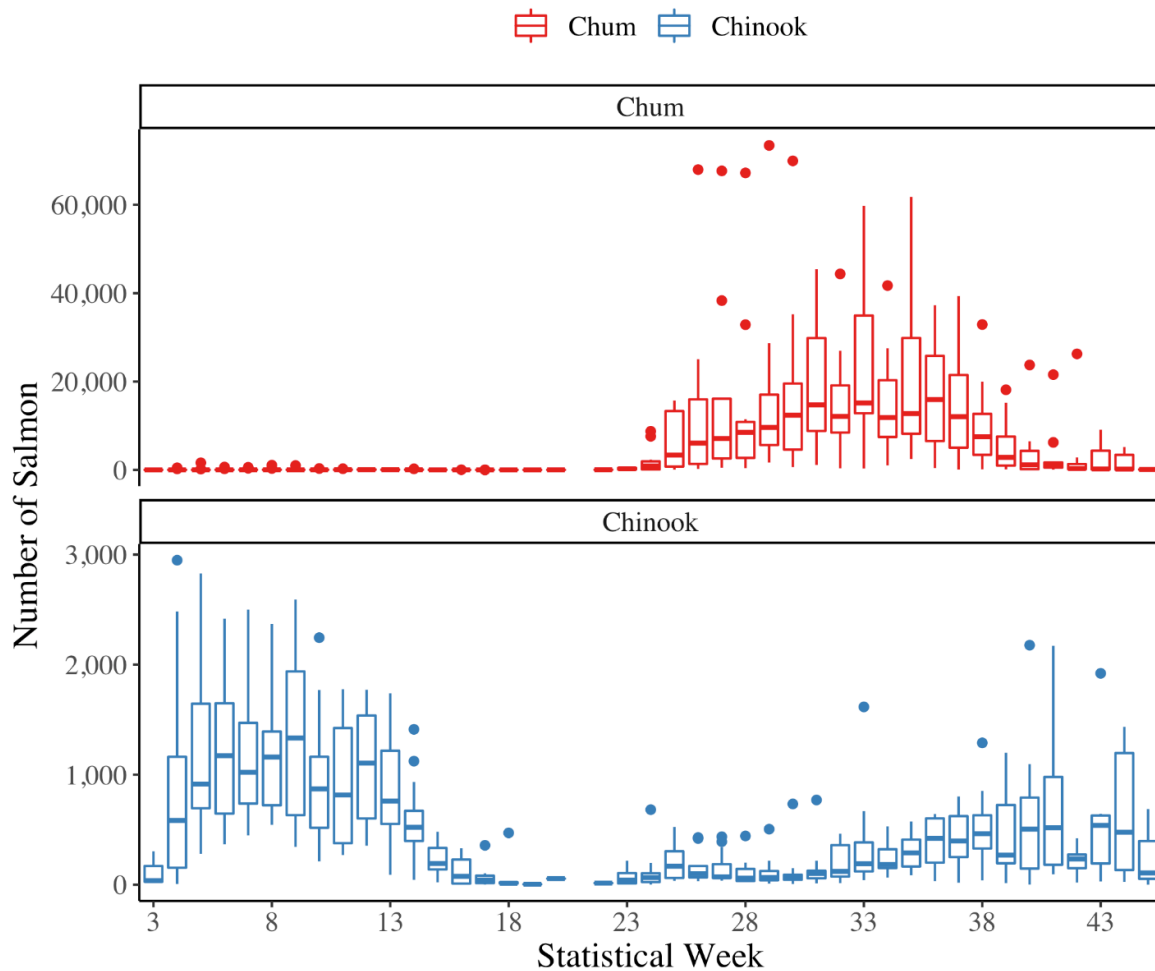 Chum Chinook
Chum
60,000
40,000
20,000
0
Chinook
3,000
2,000
1,000
0
3 8 13 18 23 28 33 38 43
Statistical Week
Number of Salmon